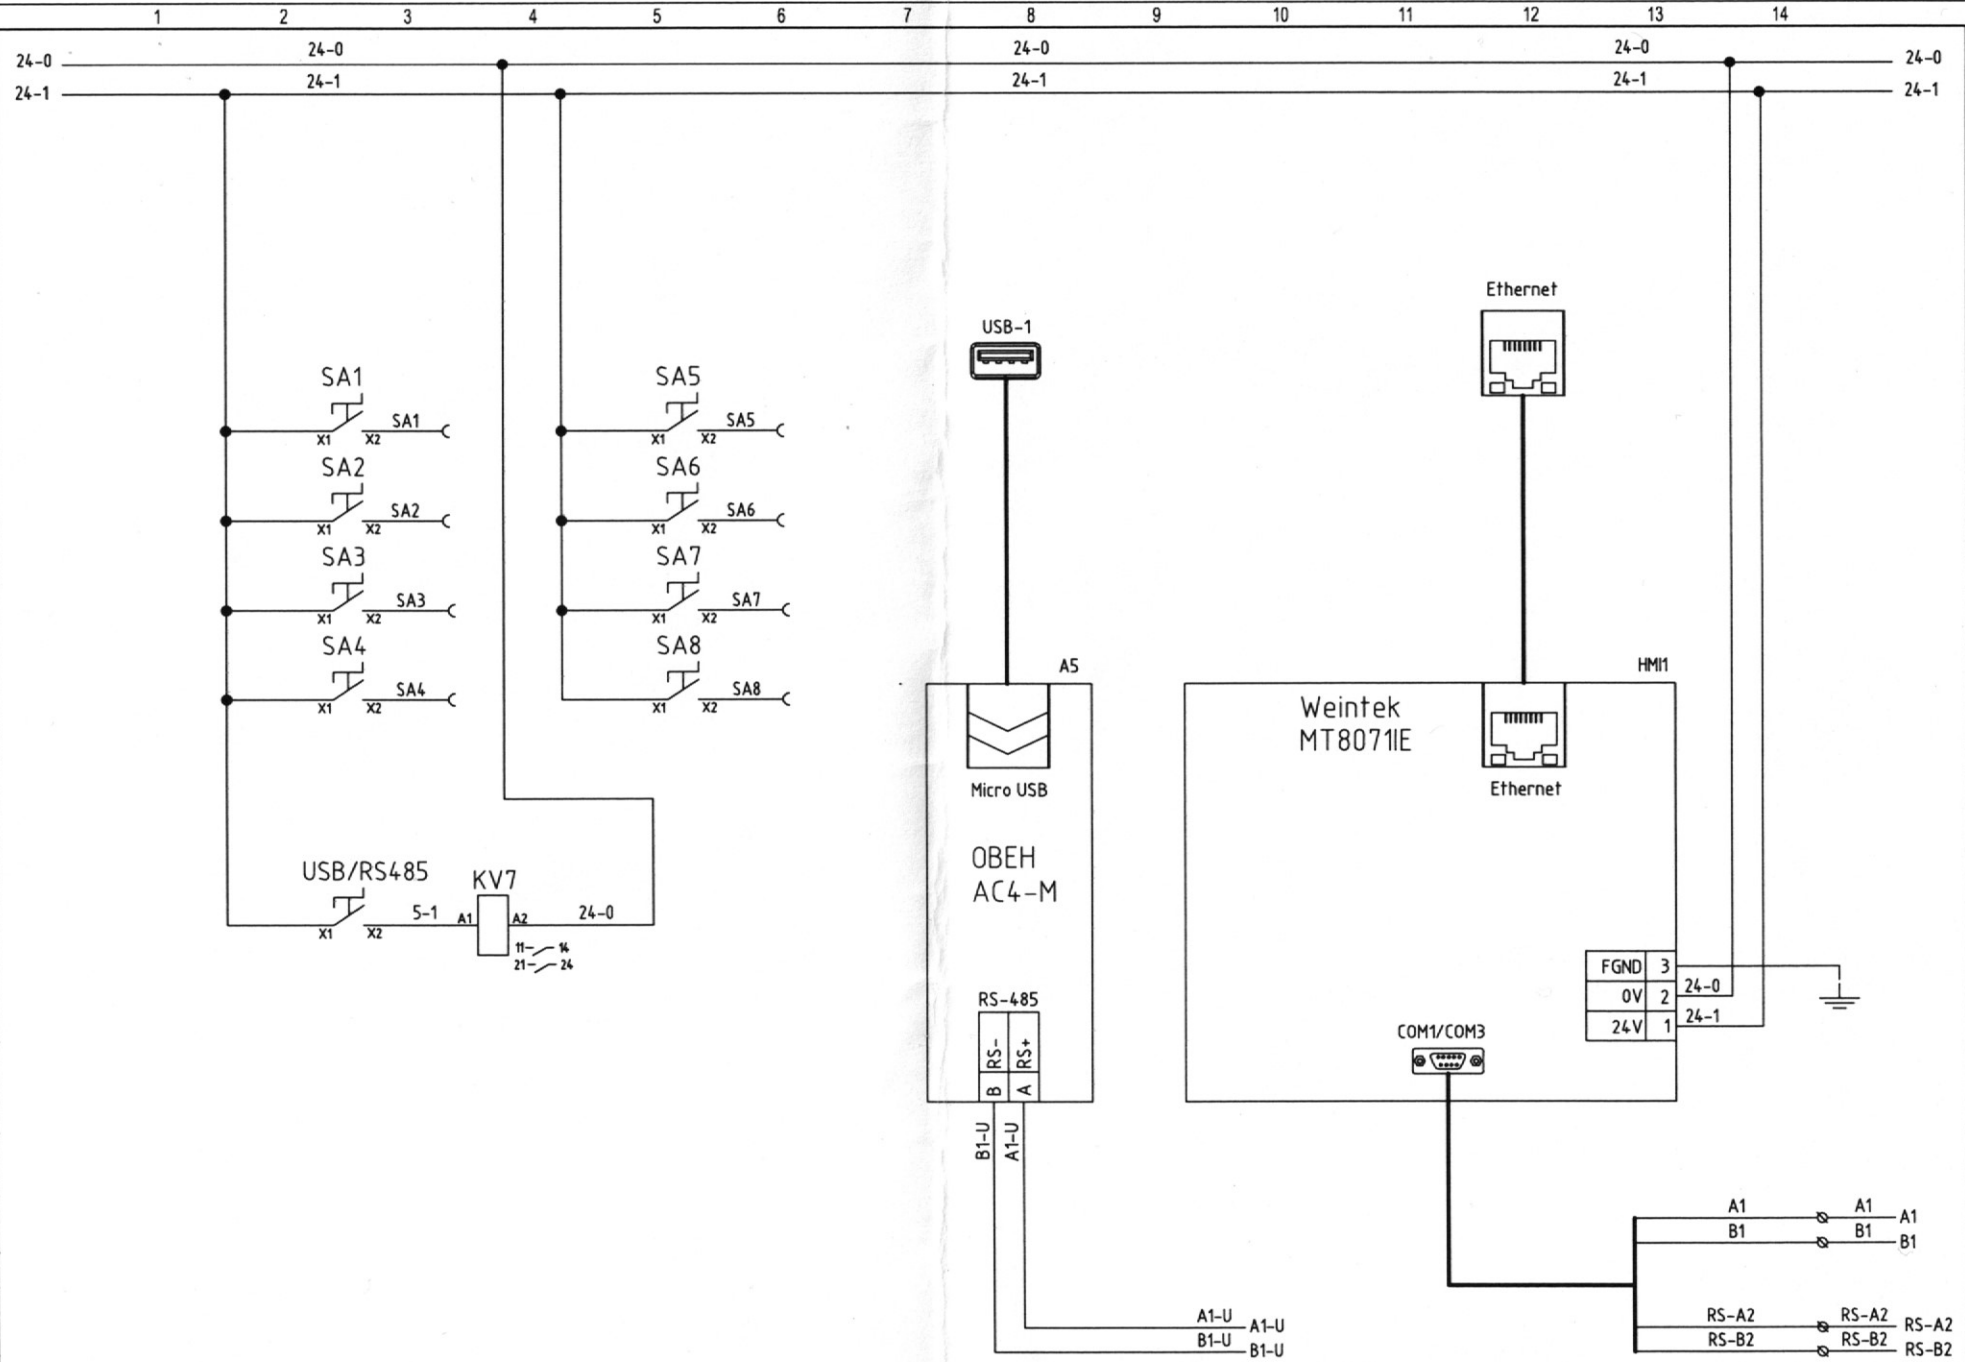 1 2 3 4 5 6 7 8 9 10 11 12 13 14
24-0 24-0 24-0 24-0 24-0
24-1 24-1 24-1 24-1 24-1
Ethernet
USB-1
SA1 SA5
SA1 SA5
X1 X2 X1 X2
SA2 SA6
SA2 SA6
X1 X2 X1 X2
SA3 SA7
SA3 SA7
X1 X2 X1 X2
SA4 SA8
SA4 SA8
X1 X2 X1 X2
A5 HMI1
Weintek
MT8071IE
Micro USB Ethernet
ОВЕН
АС4-М
USB/RS485 KV7
5-1 A1 A2 24-0
X1 X2
11 14
21 24
FGND 3
0V 2 24-0
24V 1 24-1
RS-485
RS- RS+
B A
COM1/COM3
B1-U A1-U
A1 A1 A1
B1 B1 B1
A1-U A1-U
B1-U B1-U
RS-A2 RS-A2 RS-A2
RS-B2 RS-B2 RS-B2